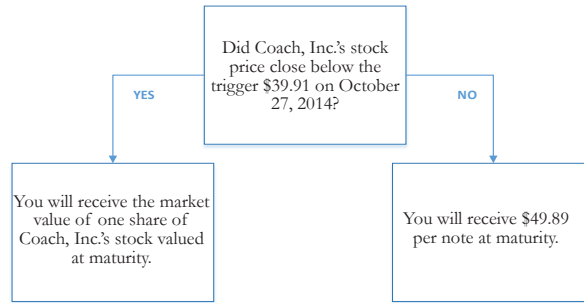 Did Coach, Inc.'s stock
price close below the
trigger $39.91 on October
27, 2014?
YES
NO
You will receive the market
value of one share of
Coach, Inc.'s stock valued
at maturity.
You will receive $49.89
per note at maturity.